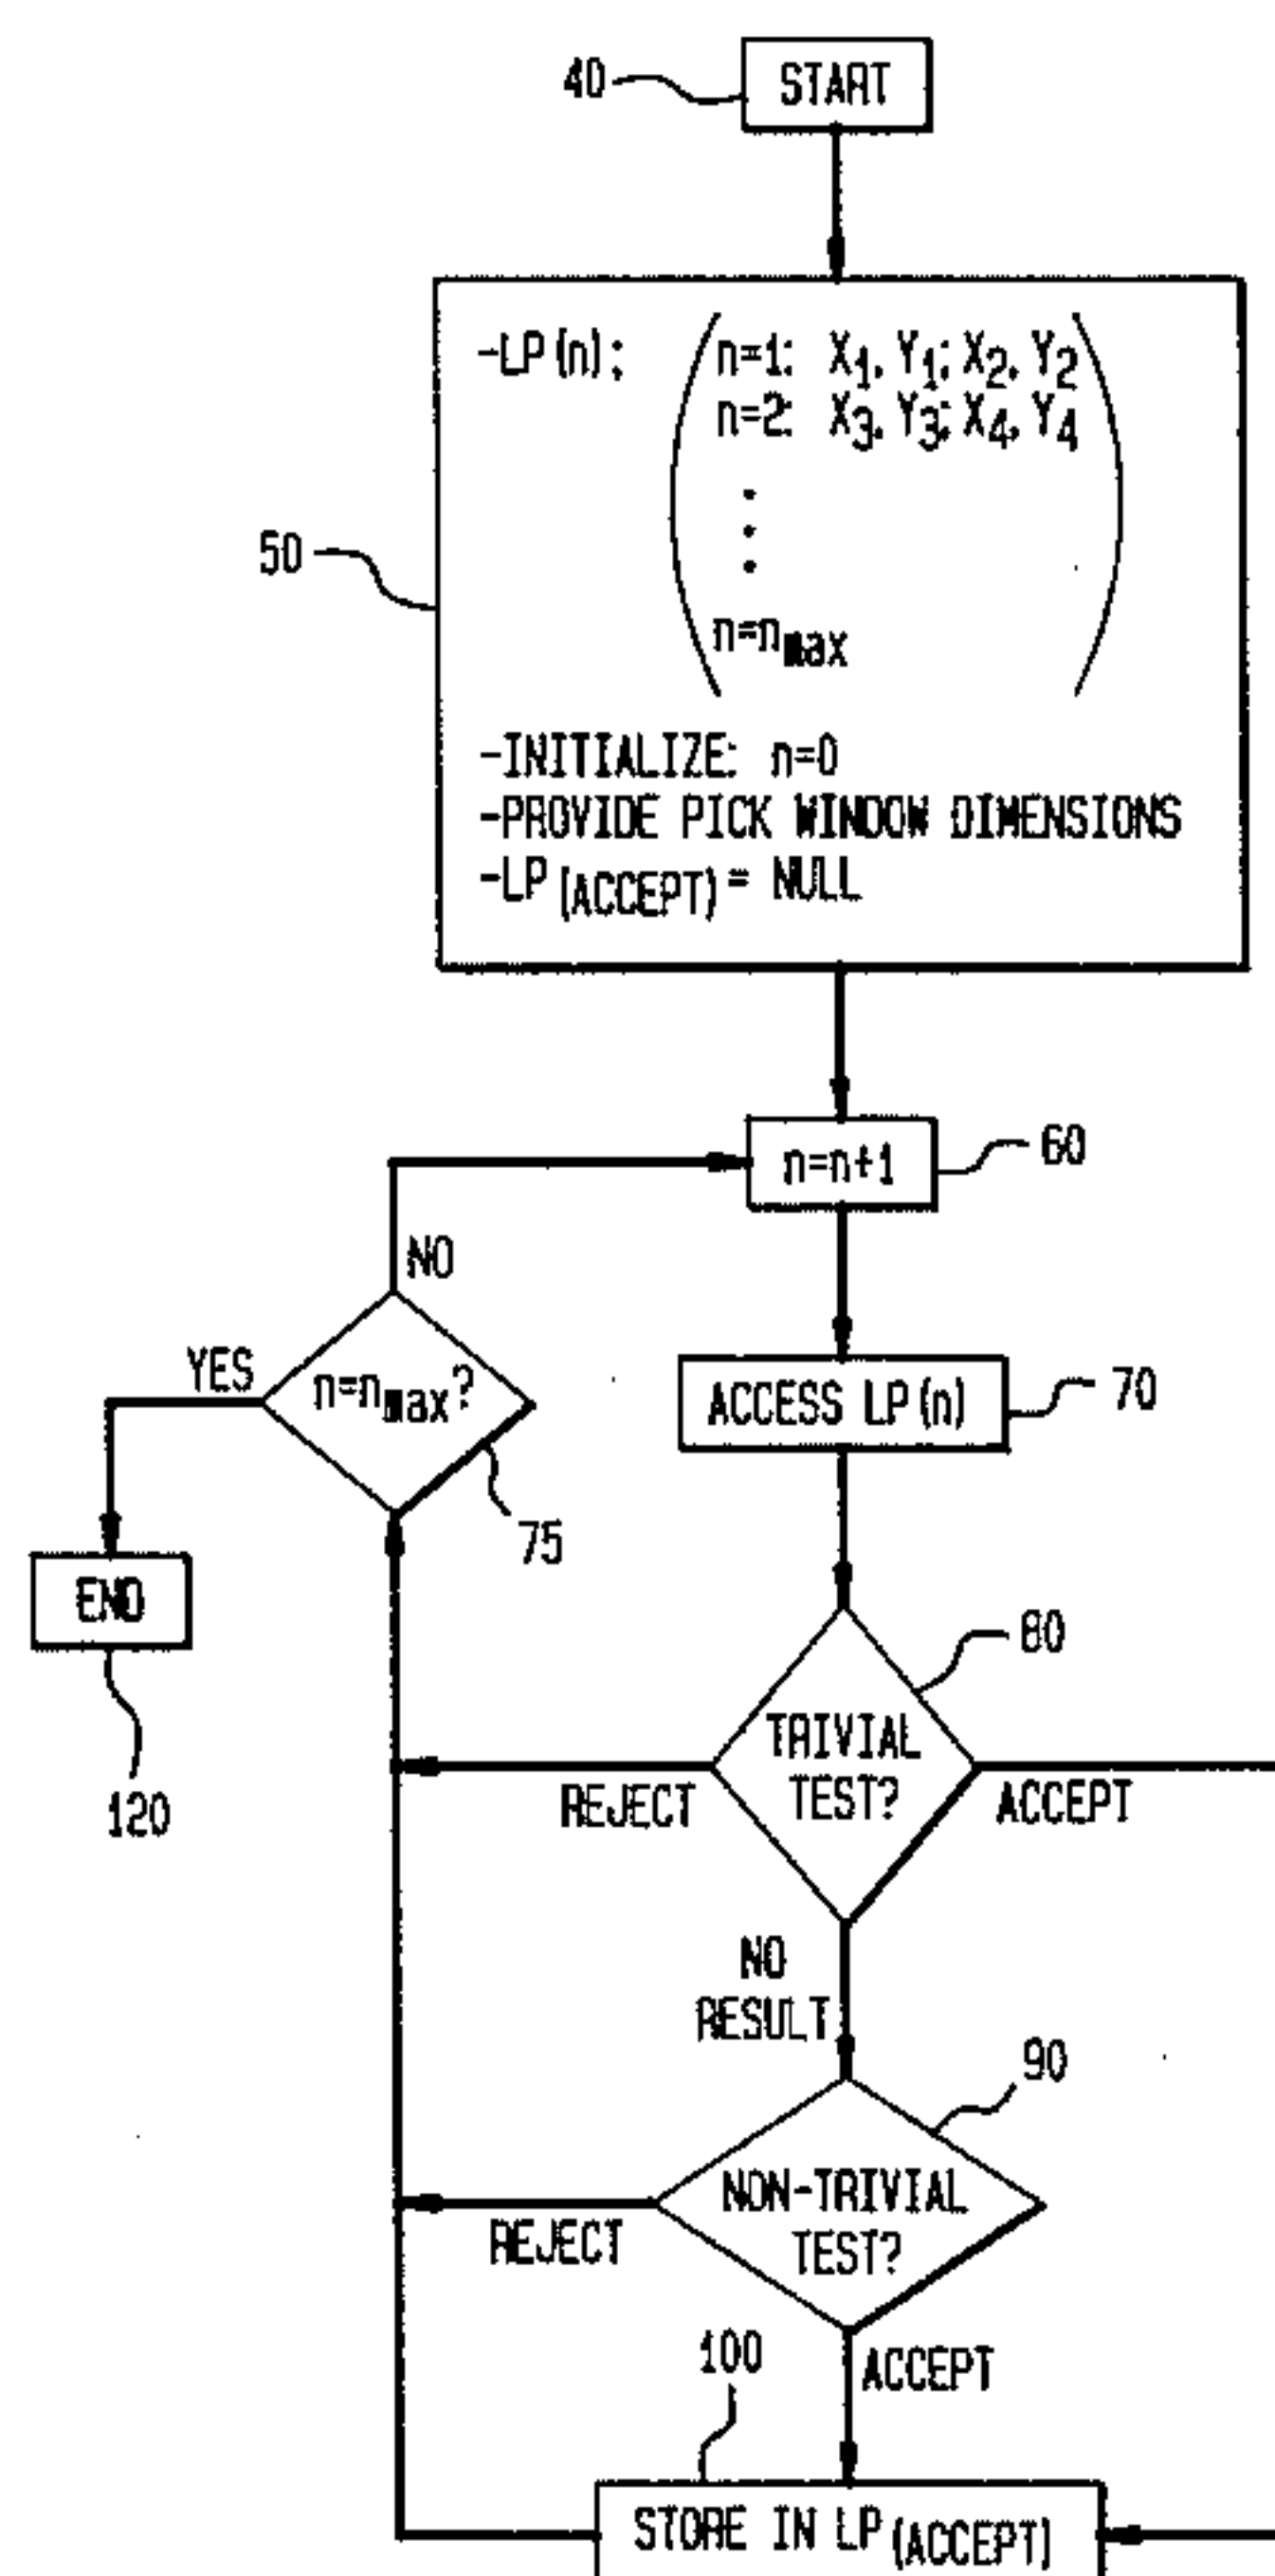 40
START
-LP(n): n=1: X1, Y1; X2, Y2
n=2: X3, Y3; X4, Y4
50
n=nmax
-INITIALIZE: n=0
-PROVIDE PICK WINDOW DIMENSIONS
-LP(ACCEPT) = NULL
n=n+1
60
NO
YES
n=nmax?
ACCESS LP(n)
70
75
END
80
TRIVIAL
TEST?
REJECT
ACCEPT
120
NO
RESULT
90
NON-TRIVIAL
TEST?
REJECT
100
ACCEPT
STORE IN LP(ACCEPT)